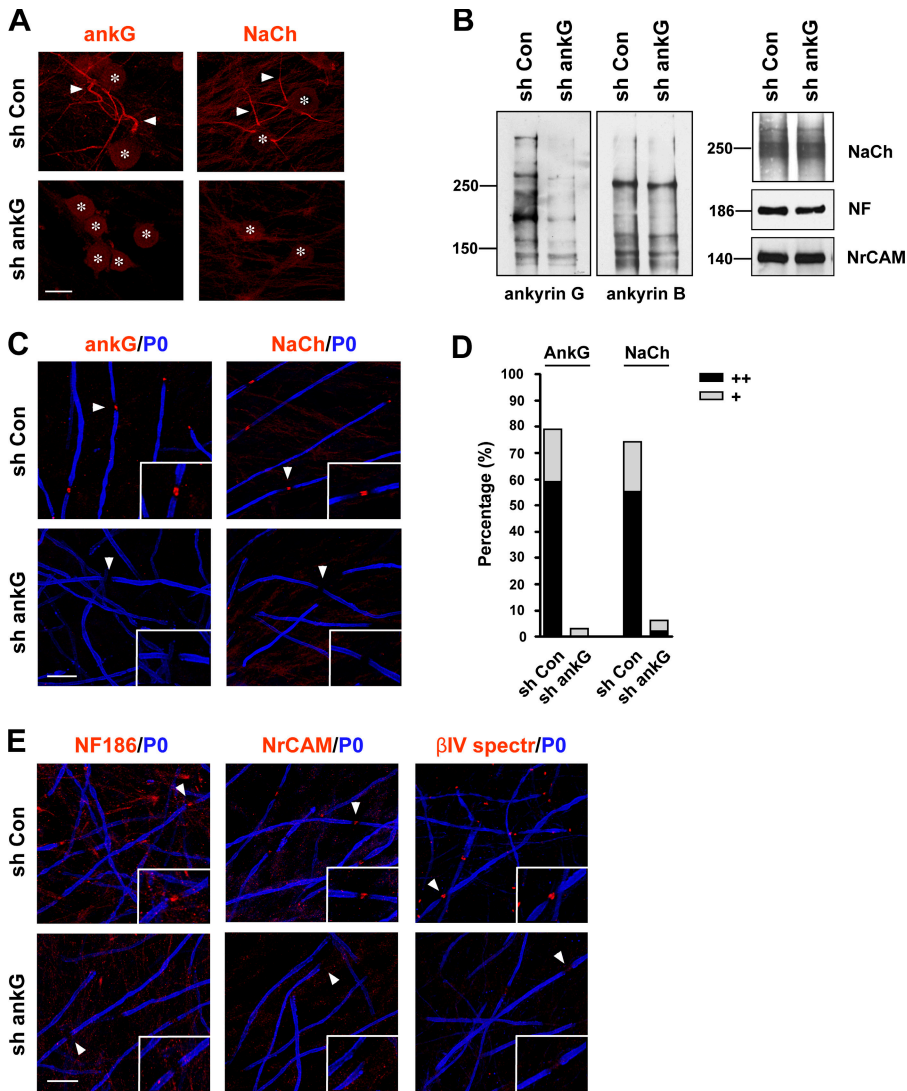 A
ankG NaCh
sh Con
* * *
sh ankG
* * * * * * *
B
sh Con sh ankG sh Con sh ankG sh Con sh ankG
250
150
ankyrin G ankyrin B
250 NaCh
186 NF
140 NrCAM
C
ankG/P0 NaCh/P0
sh Con
sh ankG
D
AnkG NaCh
++
+
Percentage (%)
100
90
80
70
60
50
40
30
20
10
0
sh Con sh ankG sh Con sh ankG
E
NF186/P0 NrCAM/P0 βIV spectr/P0
sh Con
sh ankG